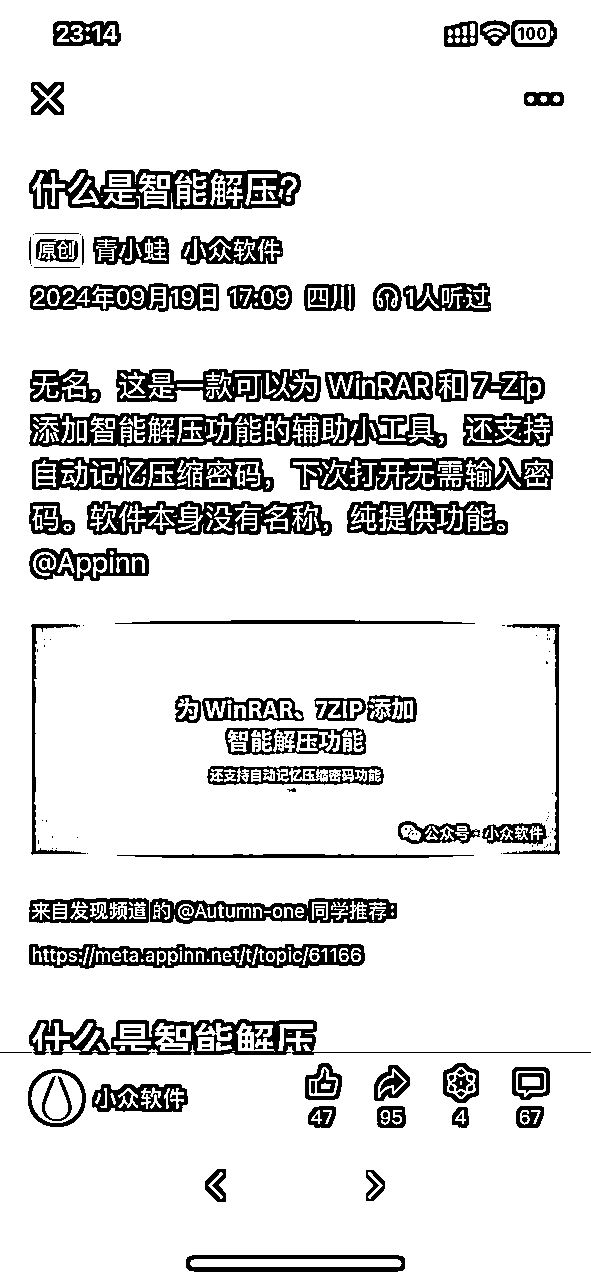 23:14
100
什么是智能解压?
原创 青小蛙 小众软件
2024年09月19日 17:09 四川 1人听过
无名，这是一款可以为 WinRAR 和 7-Zip
添加智能解压功能的辅助小工具，还支持
自动记忆压缩密码，下次打开无需输入密
码。软件本身没有名称，纯提供功能。
@Appinn
为 WinRAR、7ZIP 添加
智能解压功能
还支持自动记忆压缩密码功能
公众号·小众软件
来自发现频道 的 @Autumn-one 同学推荐：
https://meta.appinn.net/t/topic/61166
什么是智能解压
小众软件
47 95 4 67